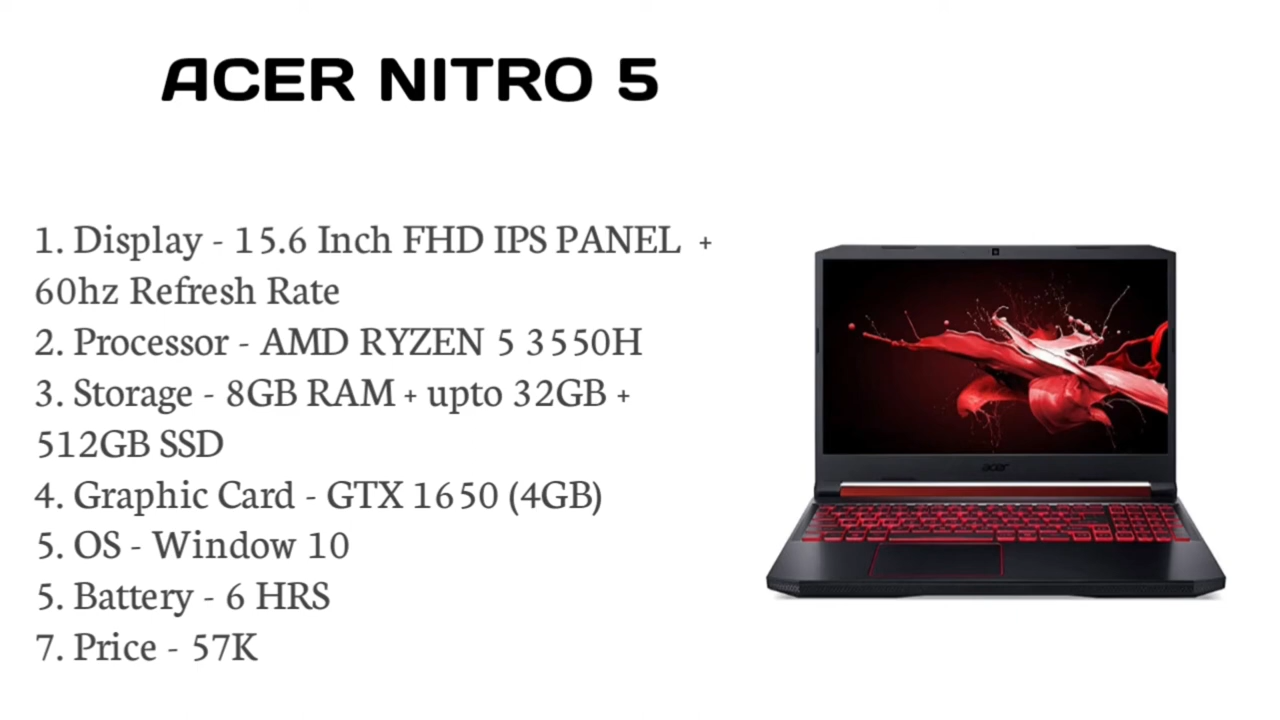 ACER NITRO 5
1. Display - 15.6 Inch FHD IPS PANEL +
60hz Refresh Rate
2. Processor - AMD RYZEN 5 3550H
3. Storage - 8GB RAM + upto 32GB +
512GB SSD
4. Graphic Card - GTX 1650 (4GB)
5. OS - Window 10
5. Battery - 6 HRS
7. Price - 57K
acer